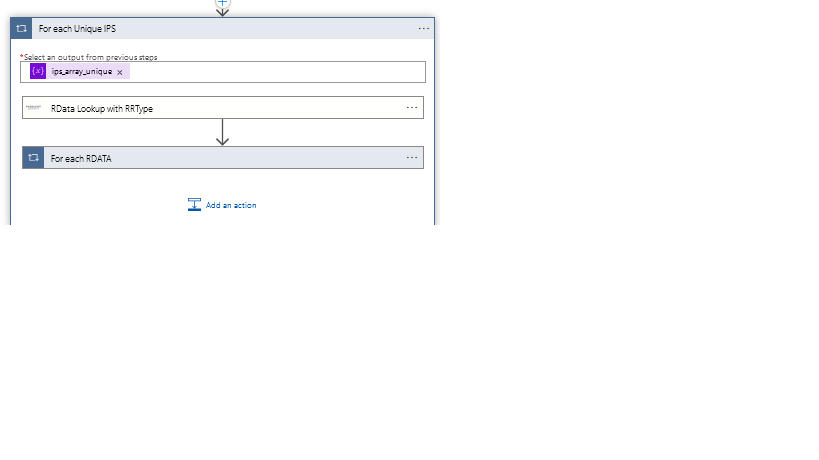 For each Unique IPS
...
*Select an output from previous steps
{x} ips_array_unique ×
RData Lookup with RRType
...
For each RDATA
...
Add an action